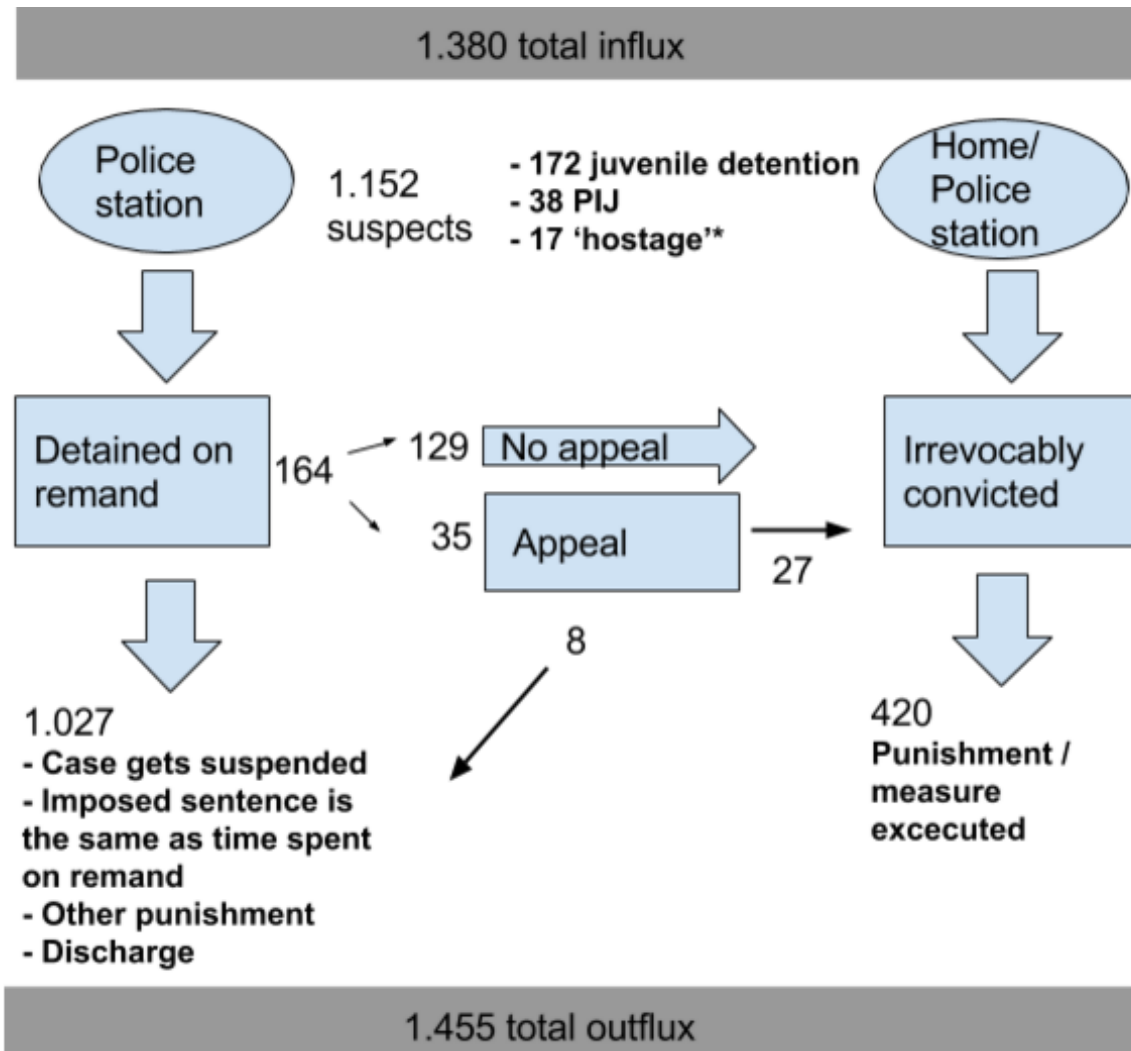 1.380 total influx
Police
station
1.152
suspects
- 172 juvenile detention
- 38 PIJ
- 17 ‘hostage’*
Home/
Police
station
Detained on
remand
164
129
No appeal
35
Appeal
27
8
Irrevocably
convicted
1.027
- Case gets suspended
- Imposed sentence is
the same as time spent
on remand
- Other punishment
- Discharge
420
Punishment /
measure
excecuted
1.455 total outflux